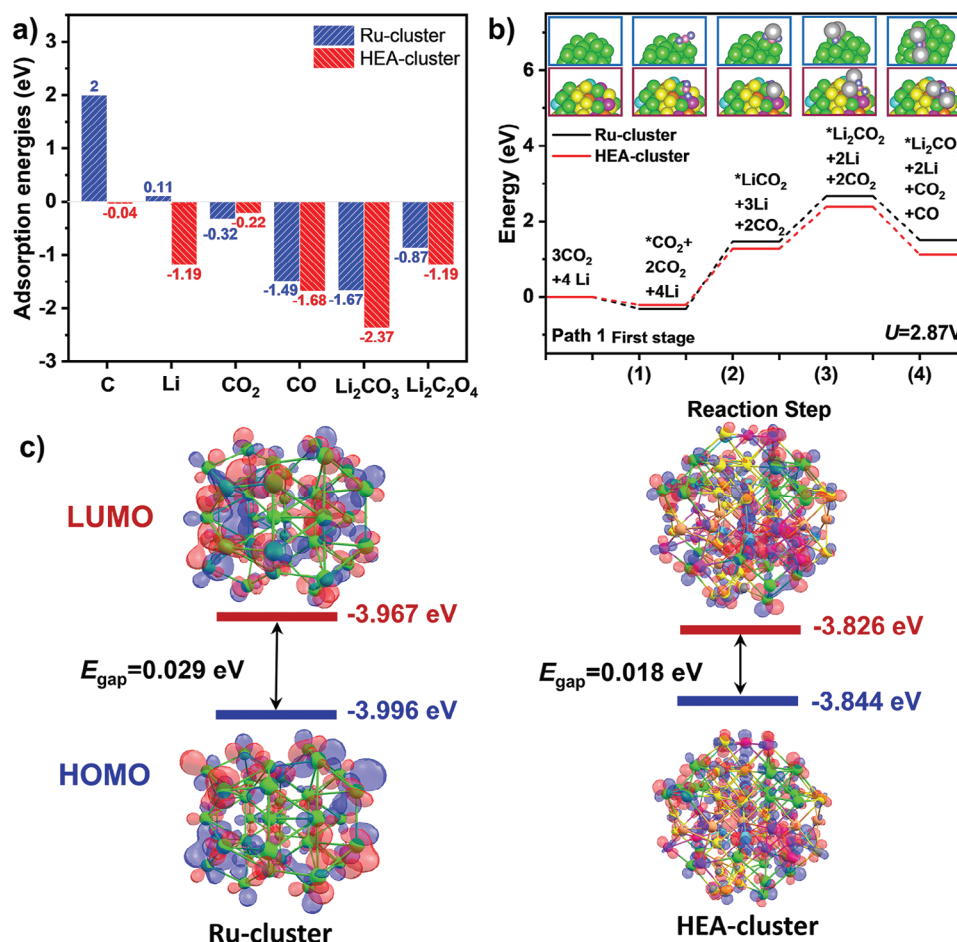 a)
Adsorption energies (eV)
3
2
1
0
-1
-2
-3
Ru-cluster
HEA-cluster
2
-0.04
0.11
-1.19
-0.32
-0.22
-1.49
-1.68
-1.67
-2.37
-0.87
-1.19
C Li CO₂ CO Li₂CO₃ Li₂C₂O₄
b)
Energy (eV)
6
4
2
0
Ru-cluster
HEA-cluster
3CO₂
+4 Li
*CO₂+
2CO₂
+4Li
*LiCO₂
+3Li
+2CO₂
*Li₂CO₂
+2Li
+2CO₂
*Li₂CO
+2Li
+CO₂
+CO
Path 1 First stage
U=2.87V
(1) (2) (3) (4)
Reaction Step
c)
LUMO
-3.967 eV
Egap=0.029 eV
-3.996 eV
HOMO
Ru-cluster
-3.826 eV
Egap=0.018 eV
-3.844 eV
HEA-cluster